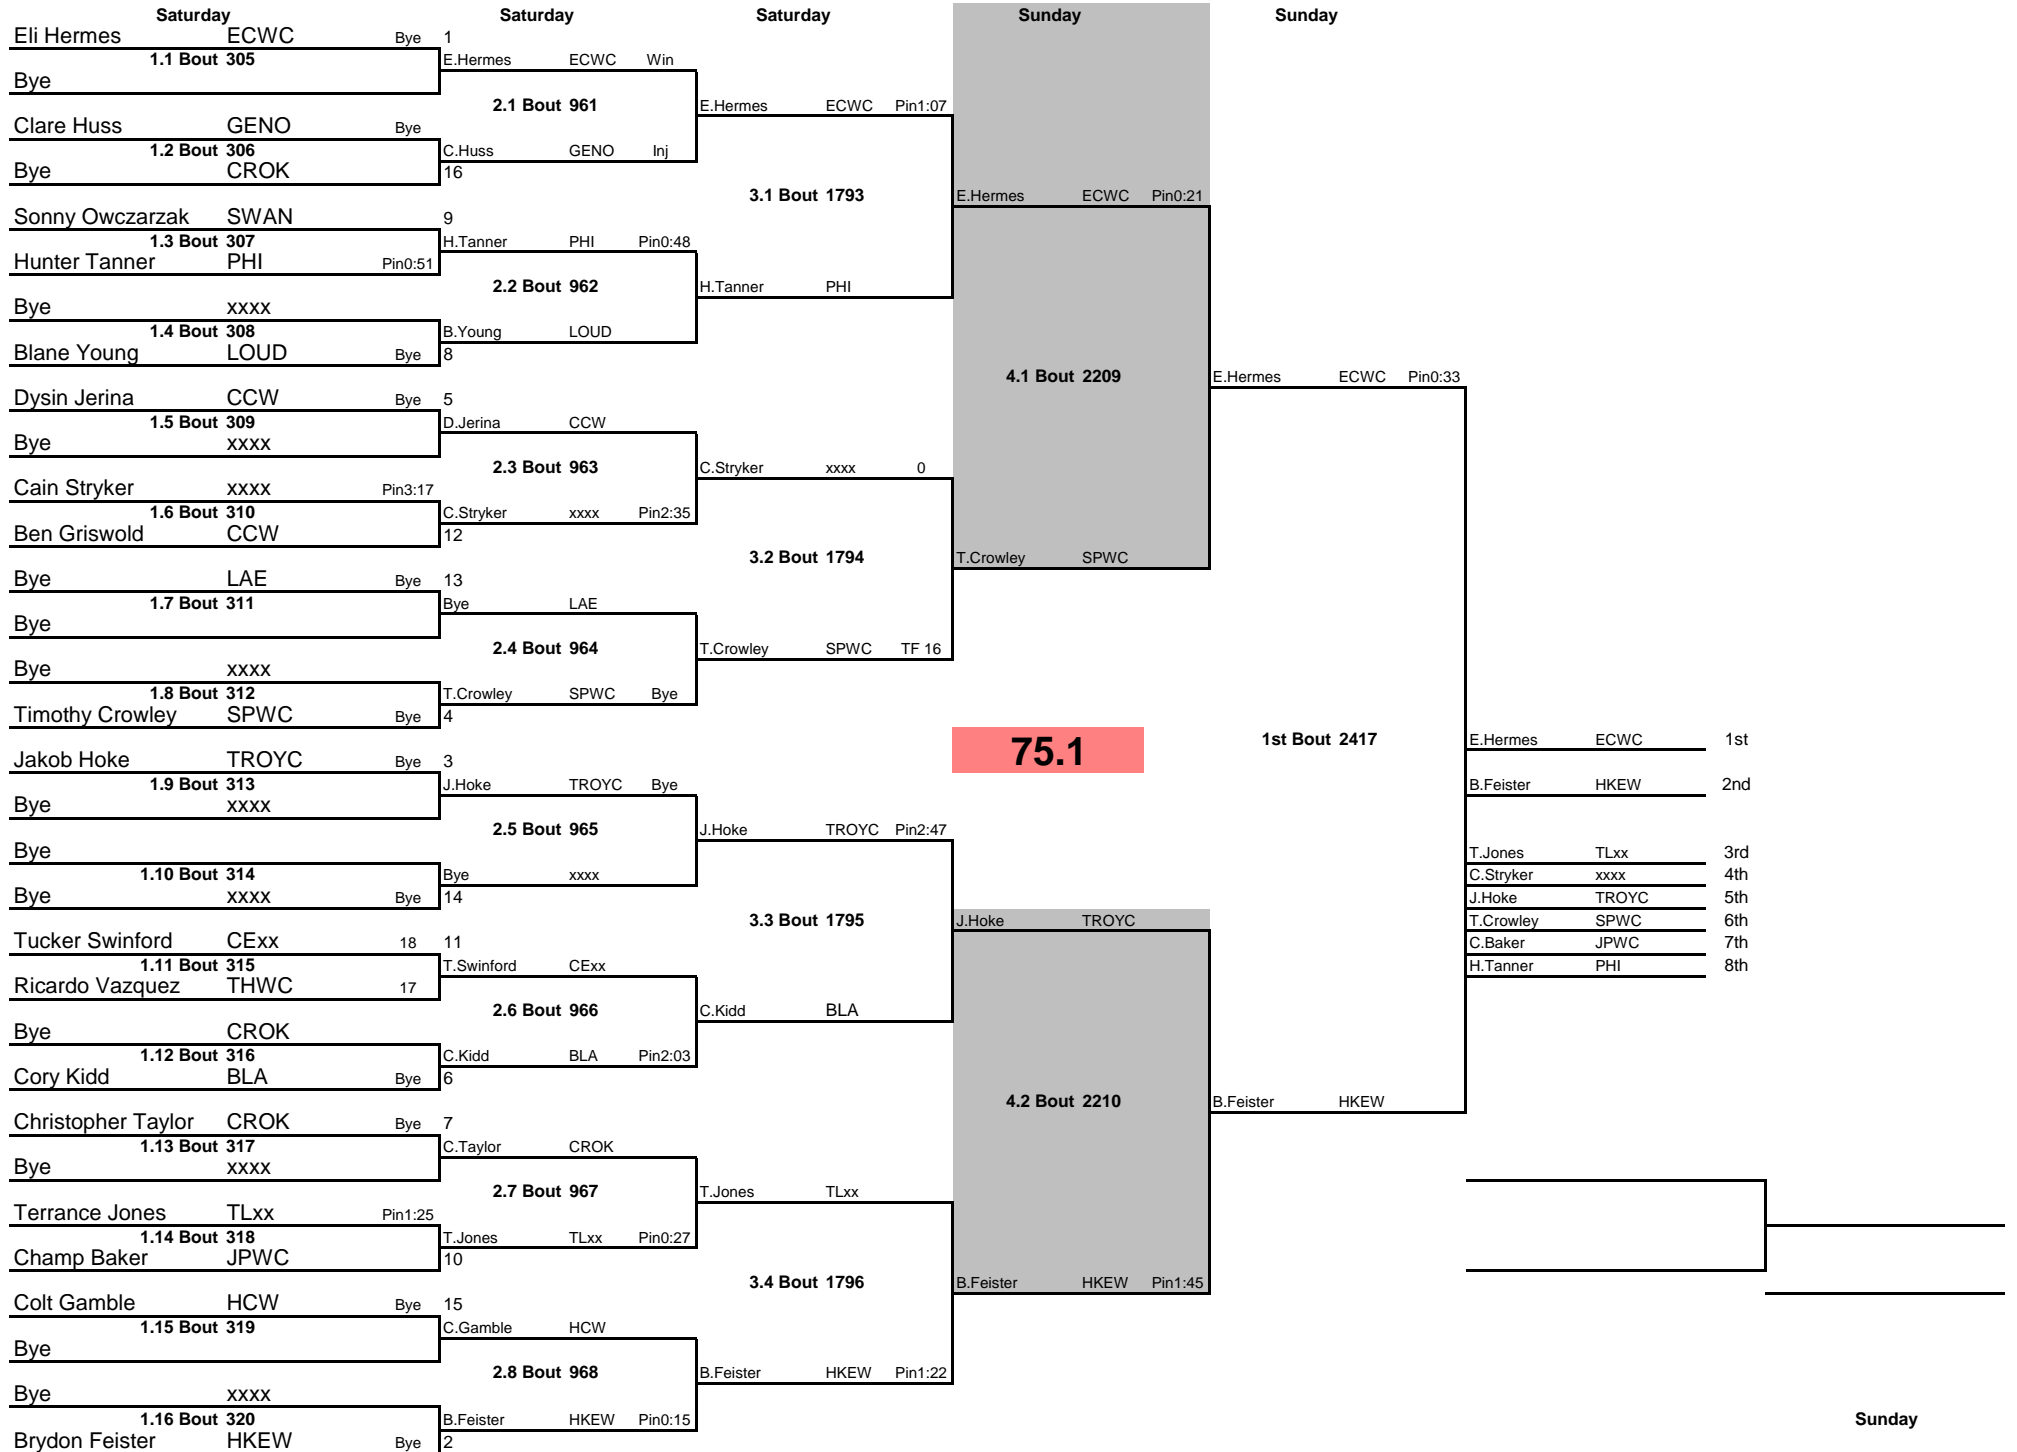 Saturday Saturday Saturday Sunday Sunday
Eli Hermes ECWC Bye 1
1.1 Bout 305 E.Hermes ECWC Win
Bye
2.1 Bout 961 E.Hermes ECWC Pin1:07
Clare Huss GENO Bye
1.2 Bout 306 C.Huss GENO Inj
Bye CROK 16
3.1 Bout 1793 E.Hermes ECWC Pin0:21
Sonny Owczarzak SWAN 9
1.3 Bout 307 H.Tanner PHI Pin0:48
Hunter Tanner PHI Pin0:51
2.2 Bout 962 H.Tanner PHI
Bye xxxx
1.4 Bout 308 B.Young LOUD
Blane Young LOUD Bye 8
4.1 Bout 2209 E.Hermes ECWC Pin0:33
Dysin Jerina CCW Bye 5
1.5 Bout 309 D.Jerina CCW
Bye xxxx
2.3 Bout 963 C.Stryker xxxx 0
Cain Stryker xxxx Pin3:17
1.6 Bout 310 C.Stryker xxxx Pin2:35
Ben Griswold CCW 12
3.2 Bout 1794 T.Crowley SPWC
Bye LAE Bye 13
1.7 Bout 311 Bye LAE
Bye
2.4 Bout 964 T.Crowley SPWC TF 16
Bye xxxx
1.8 Bout 312 T.Crowley SPWC Bye
Timothy Crowley SPWC Bye 4
75.1 1st Bout 2417 E.Hermes ECWC 1st
Jakob Hoke TROYC Bye 3
1.9 Bout 313 J.Hoke TROYC Bye B.Feister HKEW 2nd
Bye xxxx
2.5 Bout 965 J.Hoke TROYC Pin2:47
Bye T.Jones TLxx 3rd
1.10 Bout 314 Bye xxxx C.Stryker xxxx 4th
Bye xxxx Bye 14 J.Hoke TROYC 5th
3.3 Bout 1795 J.Hoke TROYC T.Crowley SPWC 6th
Tucker Swinford CExx 18 11 C.Baker JPWC 7th
1.11 Bout 315 T.Swinford CExx H.Tanner PHI 8th
Ricardo Vazquez THWC 17
2.6 Bout 966 C.Kidd BLA
Bye CROK
1.12 Bout 316 C.Kidd BLA Pin2:03
Cory Kidd BLA Bye 6
4.2 Bout 2210 B.Feister HKEW
Christopher Taylor CROK Bye 7
1.13 Bout 317 C.Taylor CROK
Bye xxxx
2.7 Bout 967 T.Jones TLxx
Terrance Jones TLxx Pin1:25
1.14 Bout 318 T.Jones TLxx Pin0:27
Champ Baker JPWC 10
3.4 Bout 1796 B.Feister HKEW Pin1:45
Colt Gamble HCW Bye 15
1.15 Bout 319 C.Gamble HCW
Bye
2.8 Bout 968 B.Feister HKEW Pin1:22
Bye xxxx
1.16 Bout 320 B.Feister HKEW Pin0:15 Sunday
Brydon Feister HKEW Bye 2